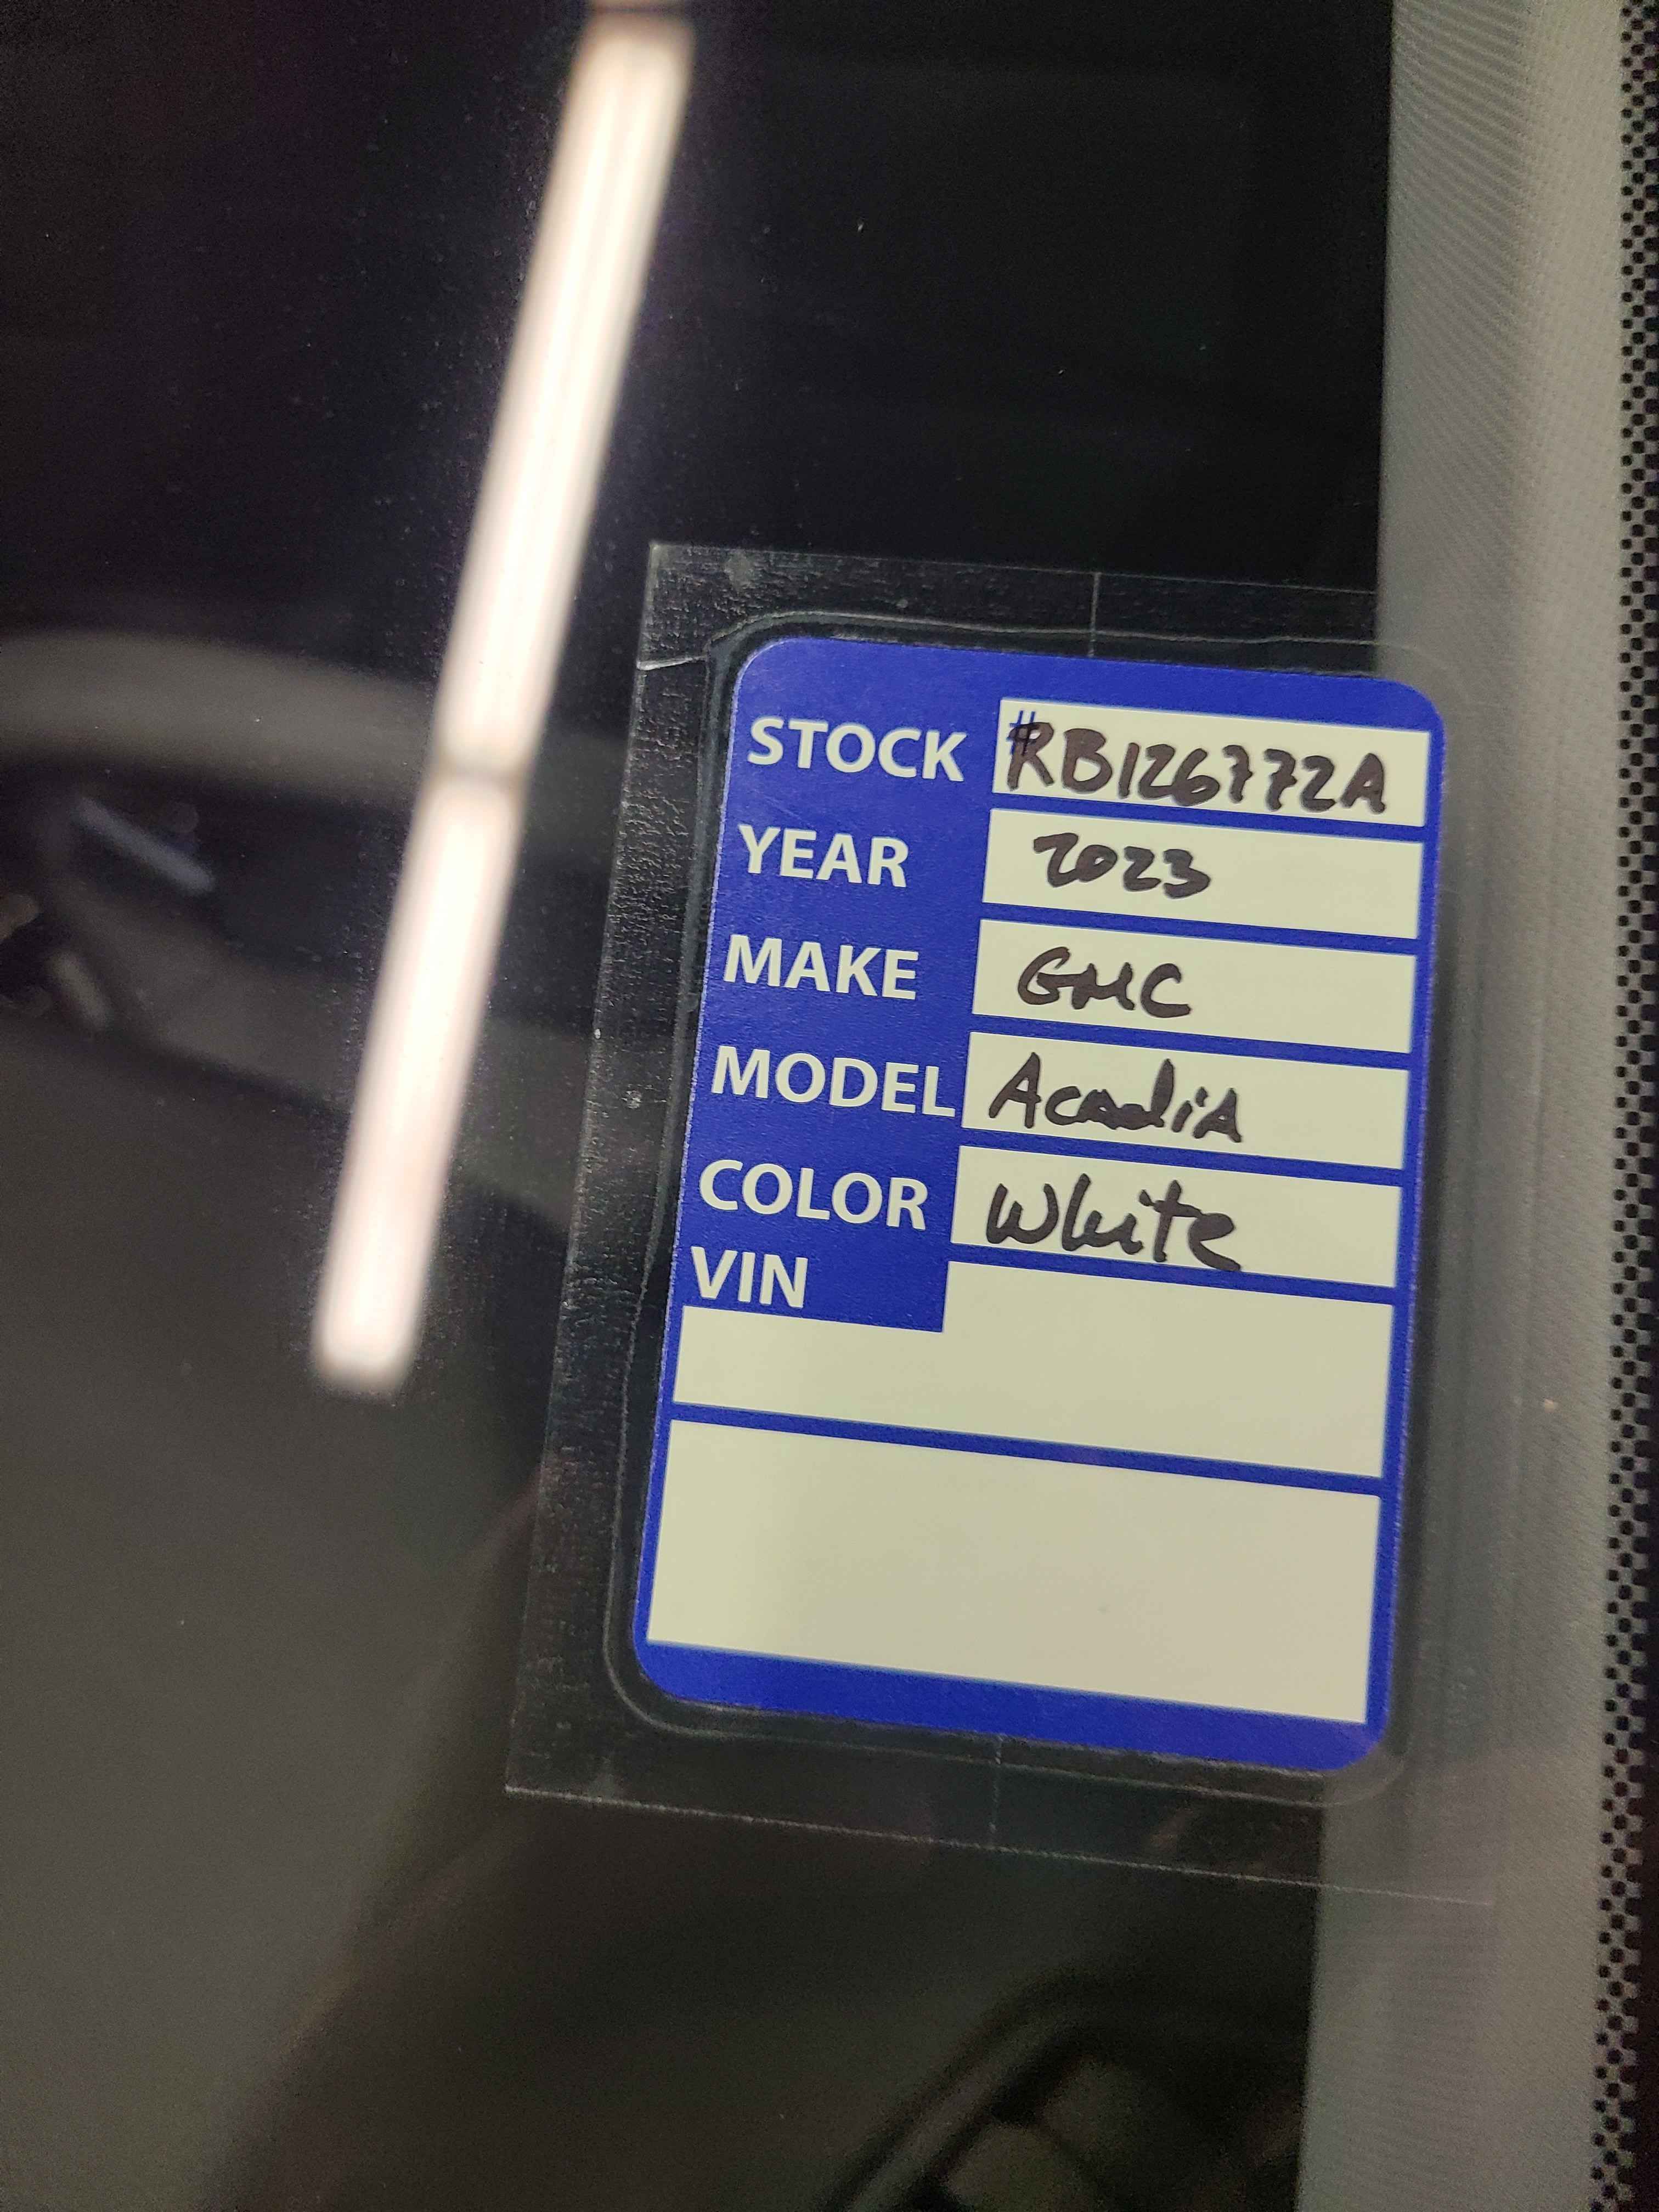 STOCK #RB126772A
YEAR 2023
MAKE GMC
MODEL Acadia
COLOR White
VIN